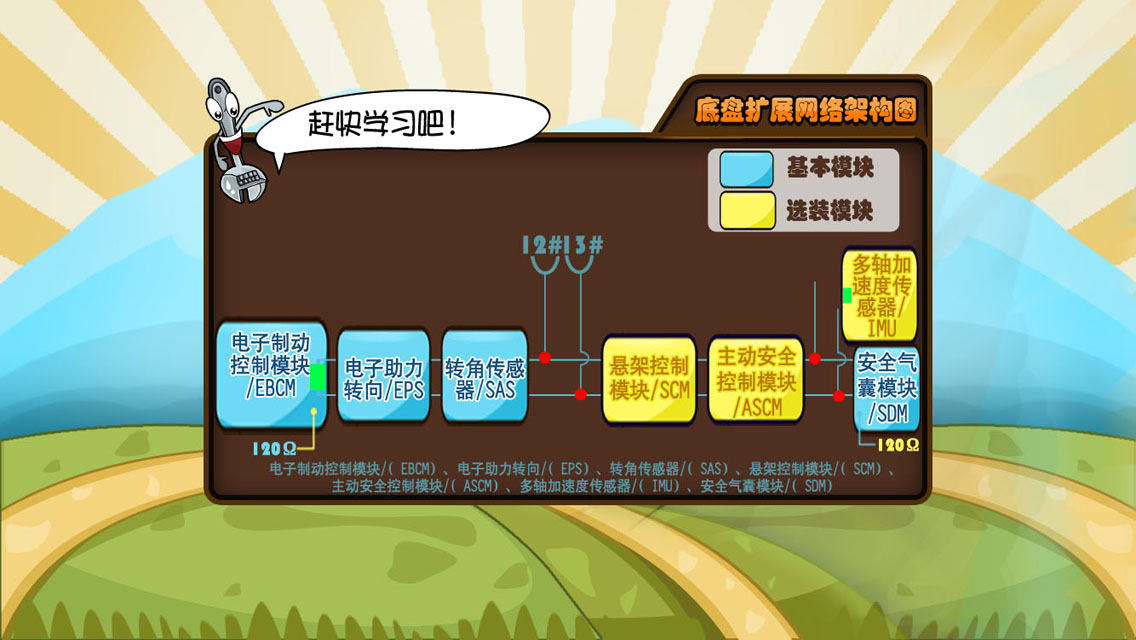 赶快学习吧!
底盘扩展网络架构图
基本模块
选装模块
12#13#
多轴加
速度传
感器/
IMU
电子制动
控制模块
/EBCM
电子助力
转向/EPS
转角传感
器/SAS
悬架控制
模块/SCM
主动安全
控制模块
/ASCM
安全气
囊模块
/SDM
120Ω
120Ω
电子制动控制模块/( EBCM) 、电子助力转向/( EPS) 、转角传感器/( SAS) 、悬架控制模块/( SCM) 、
主动安全控制模块/( ASCM) 、多轴加速度传感器/( IMU) 、安全气囊模块/( SDM)